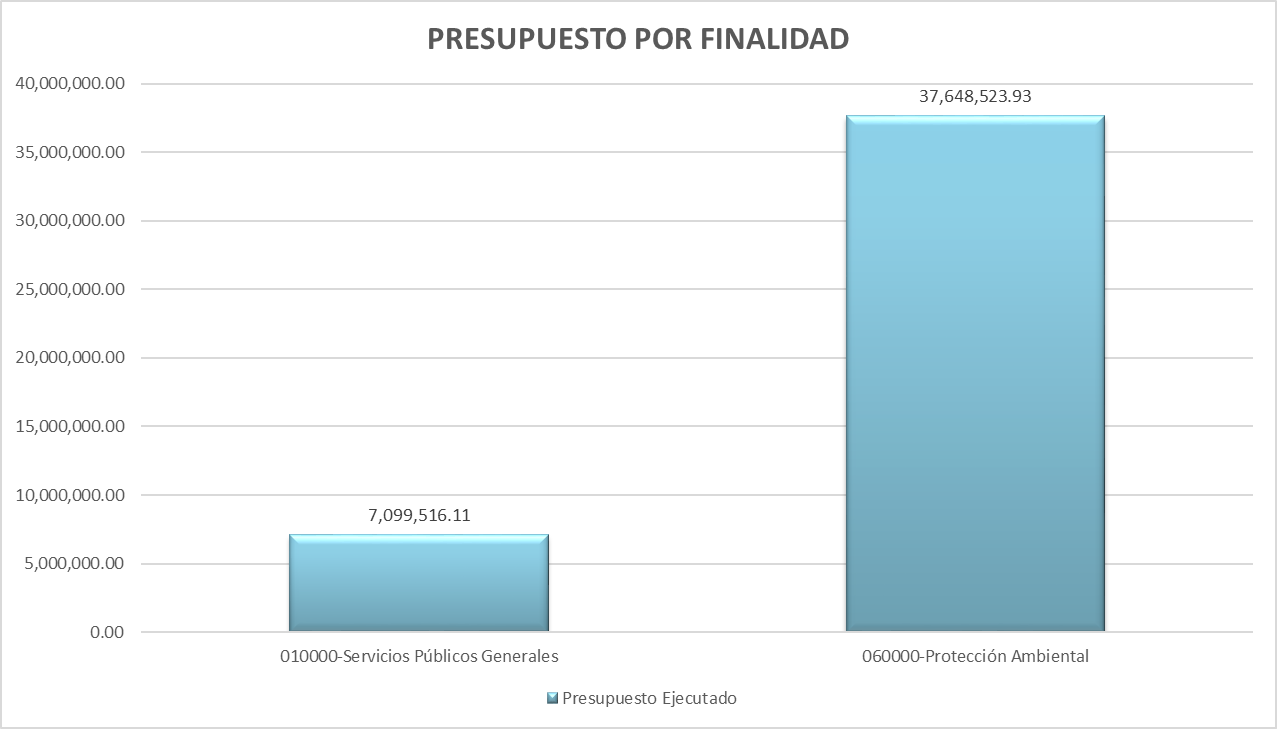 PRESUPUESTO POR FINALIDAD
40,000,000.00
37,648,523.93
35,000,000.00
30,000,000.00
25,000,000.00
20,000,000.00
15,000,000.00
10,000,000.00
7,099,516.11
5,000,000.00
0.00
010000-Servicios Públicos Generales
060000-Protección Ambiental
Presupuesto Ejecutado